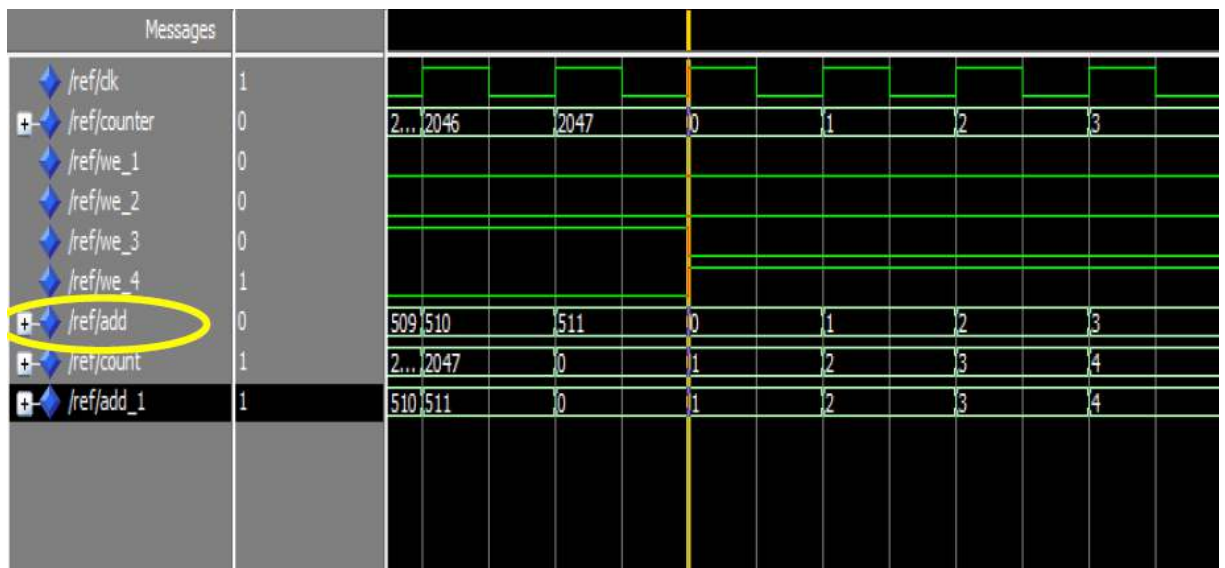 Messages
/ref/clk 1
/ref/counter 0 2... 2046 2047 0 1 2 3
/ref/we_1 0
/ref/we_2 0
/ref/we_3 0
/ref/we_4 1
/ref/add 0 509 510 511 0 1 2 3
/ref/count 1 2... 2047 0 1 2 3 4
/ref/add_1 1 510 511 0 1 2 3 4